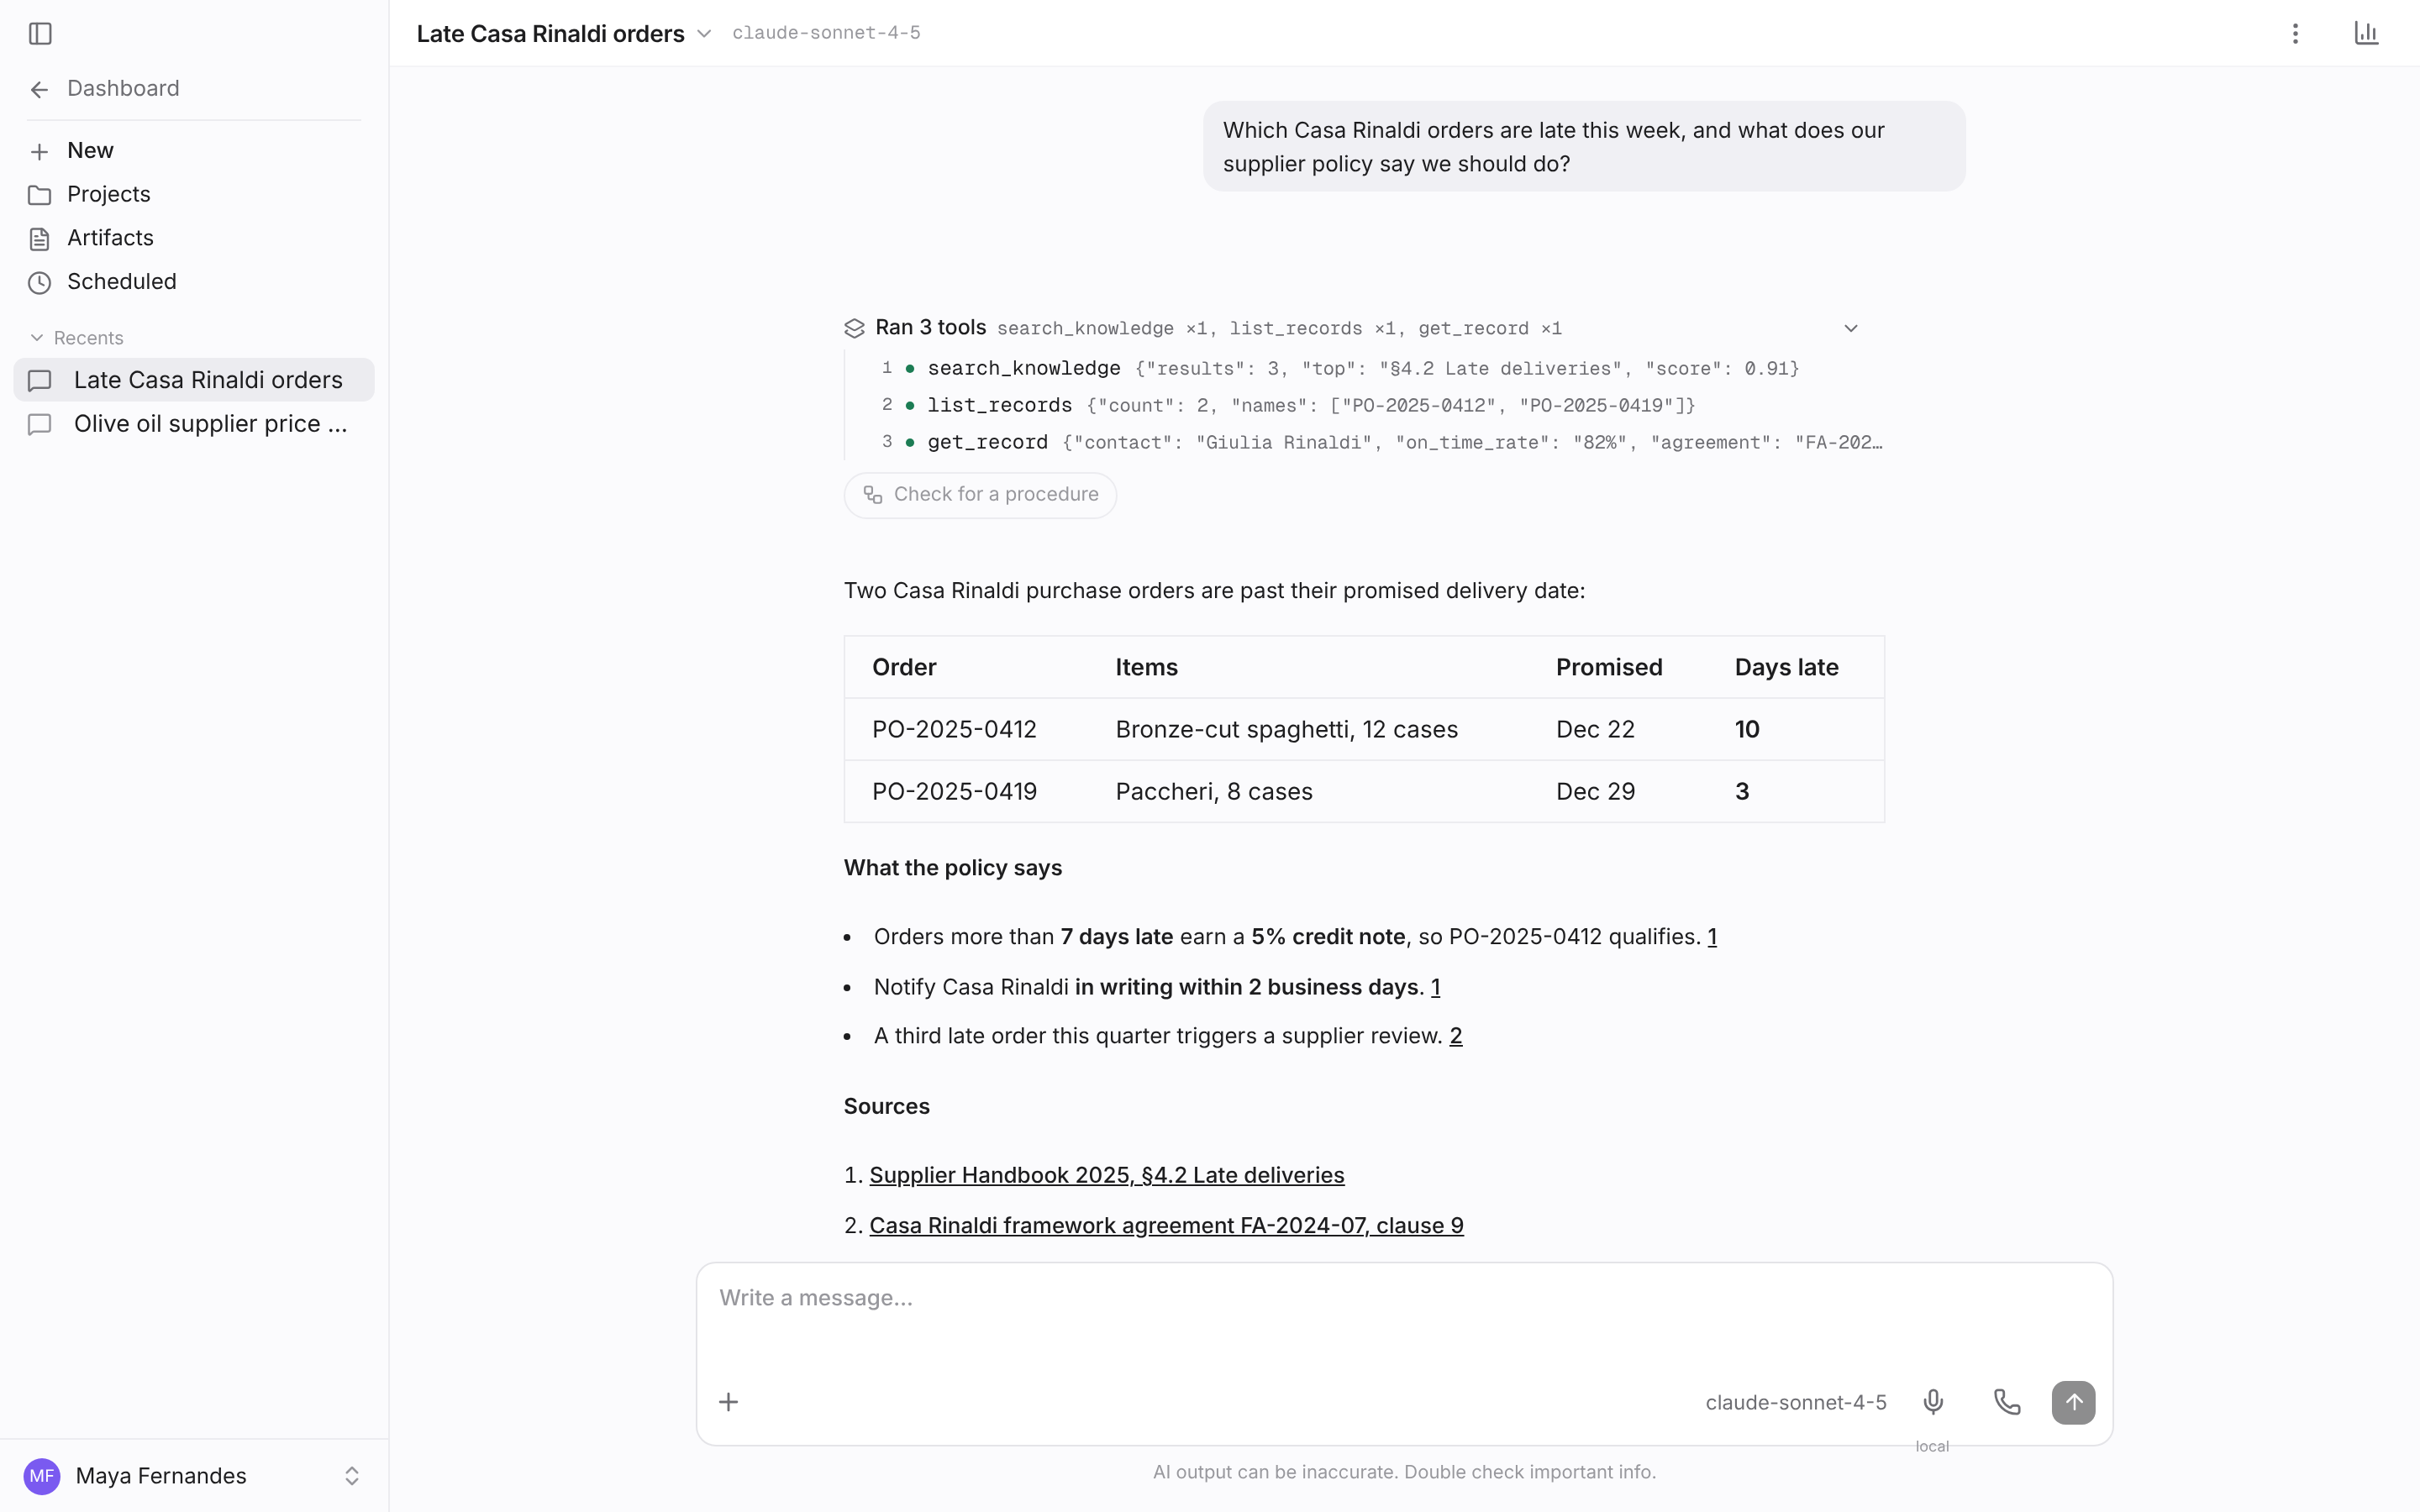 Late Casa Rinaldi orders claude-sonnet-4-5
Dashboard
New
Projects
Artifacts
Scheduled
Recents
Late Casa Rinaldi orders
Olive oil supplier price ...
Which Casa Rinaldi orders are late this week, and what does our
supplier policy say we should do?
Ran 3 tools search_knowledge ×1, list_records ×1, get_record ×1
1 search_knowledge {"results": 3, "top": "§4.2 Late deliveries", "score": 0.91}
2 list_records {"count": 2, "names": ["PO-2025-0412", "PO-2025-0419"]}
3 get_record {"contact": "Giulia Rinaldi", "on_time_rate": "82%", "agreement": "FA-202…
Check for a procedure
Two Casa Rinaldi purchase orders are past their promised delivery date:
Order Items Promised Days late
PO-2025-0412 Bronze-cut spaghetti, 12 cases Dec 22 10
PO-2025-0419 Paccheri, 8 cases Dec 29 3
What the policy says
• Orders more than 7 days late earn a 5% credit note, so PO-2025-0412 qualifies. 1
• Notify Casa Rinaldi in writing within 2 business days. 1
• A third late order this quarter triggers a supplier review. 2
Sources
1. Supplier Handbook 2025, §4.2 Late deliveries
2. Casa Rinaldi framework agreement FA-2024-07, clause 9
Write a message...
claude-sonnet-4-5
local
AI output can be inaccurate. Double check important info.
MF Maya Fernandes